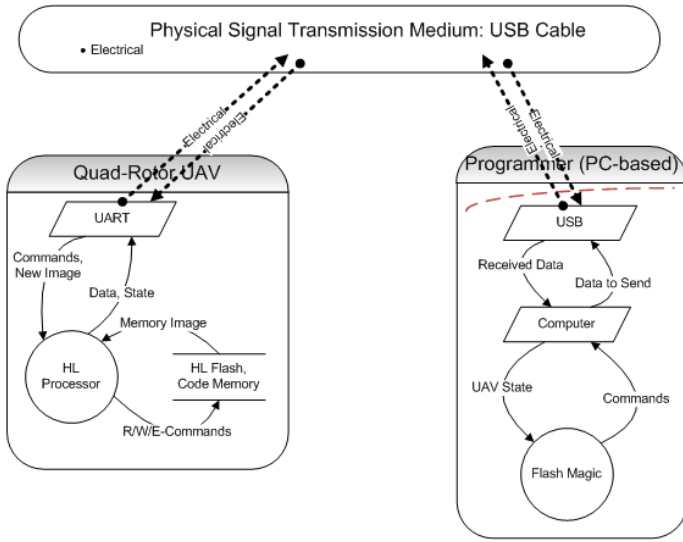 Physical Signal Transmission Medium: USB Cable
• Electrical
Electrical
Electrical
Electrical
Electrical
Quad-Rotor UAV
UART
Commands,
New Image
Data, State
Memory Image
HL
Processor
HL Flash,
Code Memory
R/W/E-Commands
Programmer (PC-based)
USB
Received Data
Data to Send
Computer
UAV State
Commands
Flash Magic